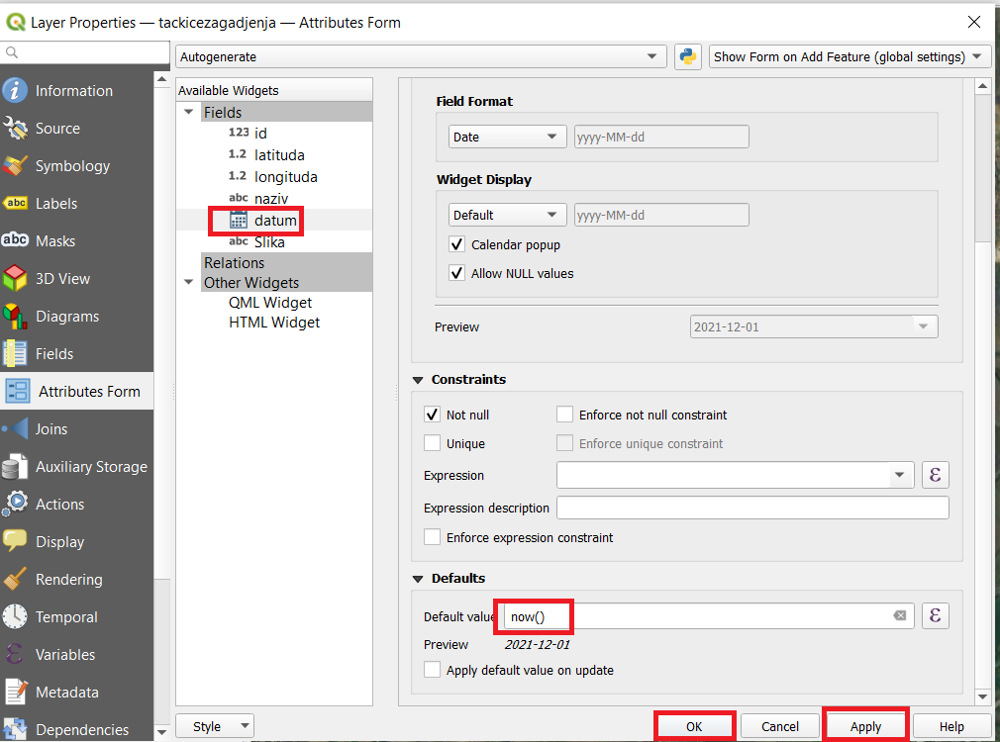 Layer Properties — tackicezagadjenja — Attributes Form
Autogenerate
Show Form on Add Feature (global settings)
Information
Source
Symbology
Labels
Masks
3D View
Diagrams
Fields
Attributes Form
Joins
Auxiliary Storage
Actions
Display
Rendering
Temporal
Variables
Metadata
Dependencies
abc
abc
Available Widgets
Fields
123 id
1.2 latituda
1.2 longituda
abc naziv
datum
abc Slika
Relations
Other Widgets
QML Widget
HTML Widget
Field Format
Date
yyyy-MM-dd
Widget Display
Default
yyyy-MM-dd
Calendar popup
Allow NULL values
Preview
2021-12-01
Constraints
Not null
Enforce not null constraint
Unique
Enforce unique constraint
Expression
ε
Expression description
Enforce expression constraint
Defaults
Default value
now()
ε
Preview
2021-12-01
Apply default value on update
Style
OK
Cancel
Apply
Help